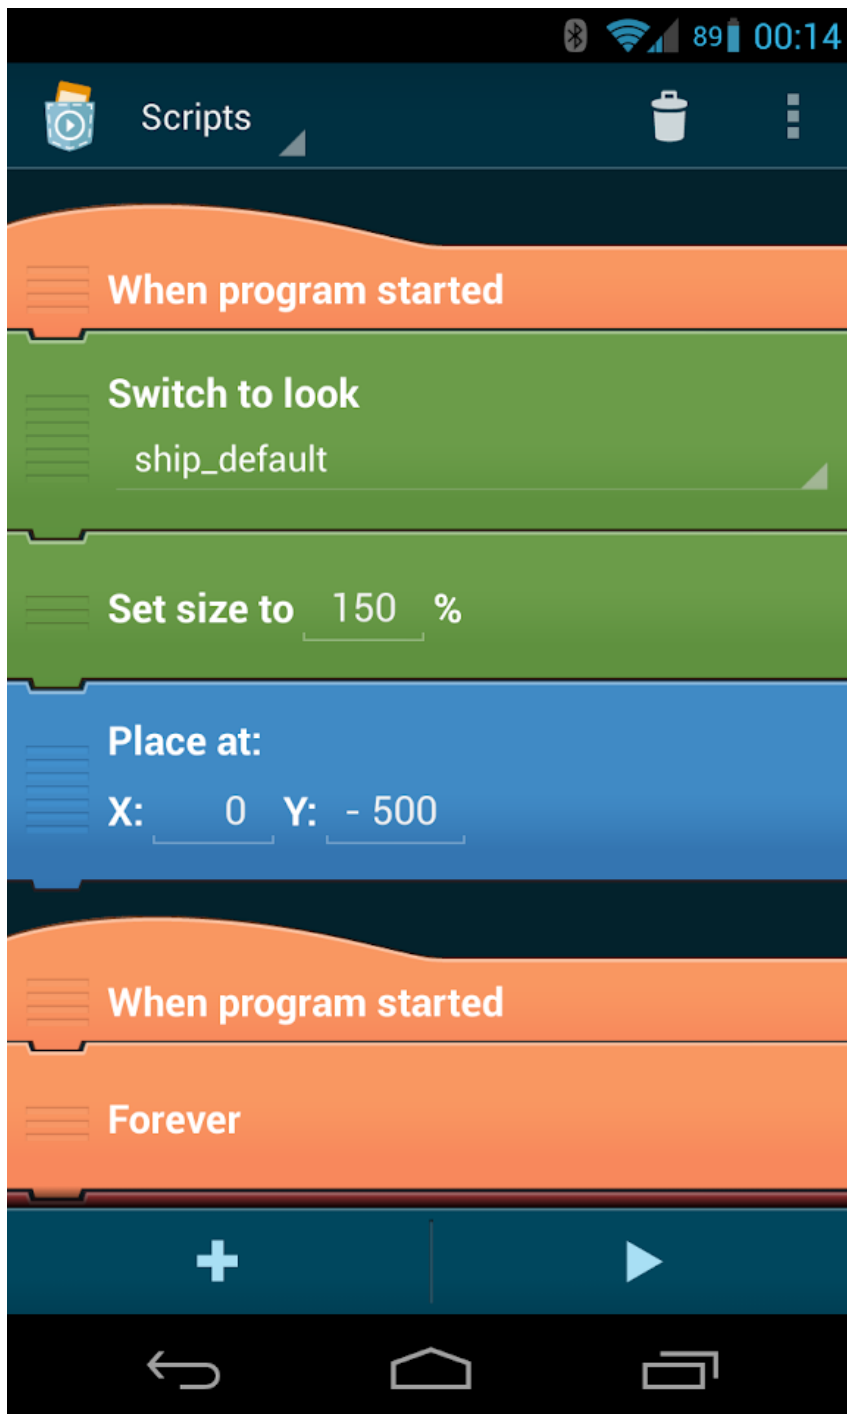 89 00:14
Scripts
When program started
Switch to look
ship_default
Set size to 150 %
Place at:
X: 0 Y: - 500
When program started
Forever